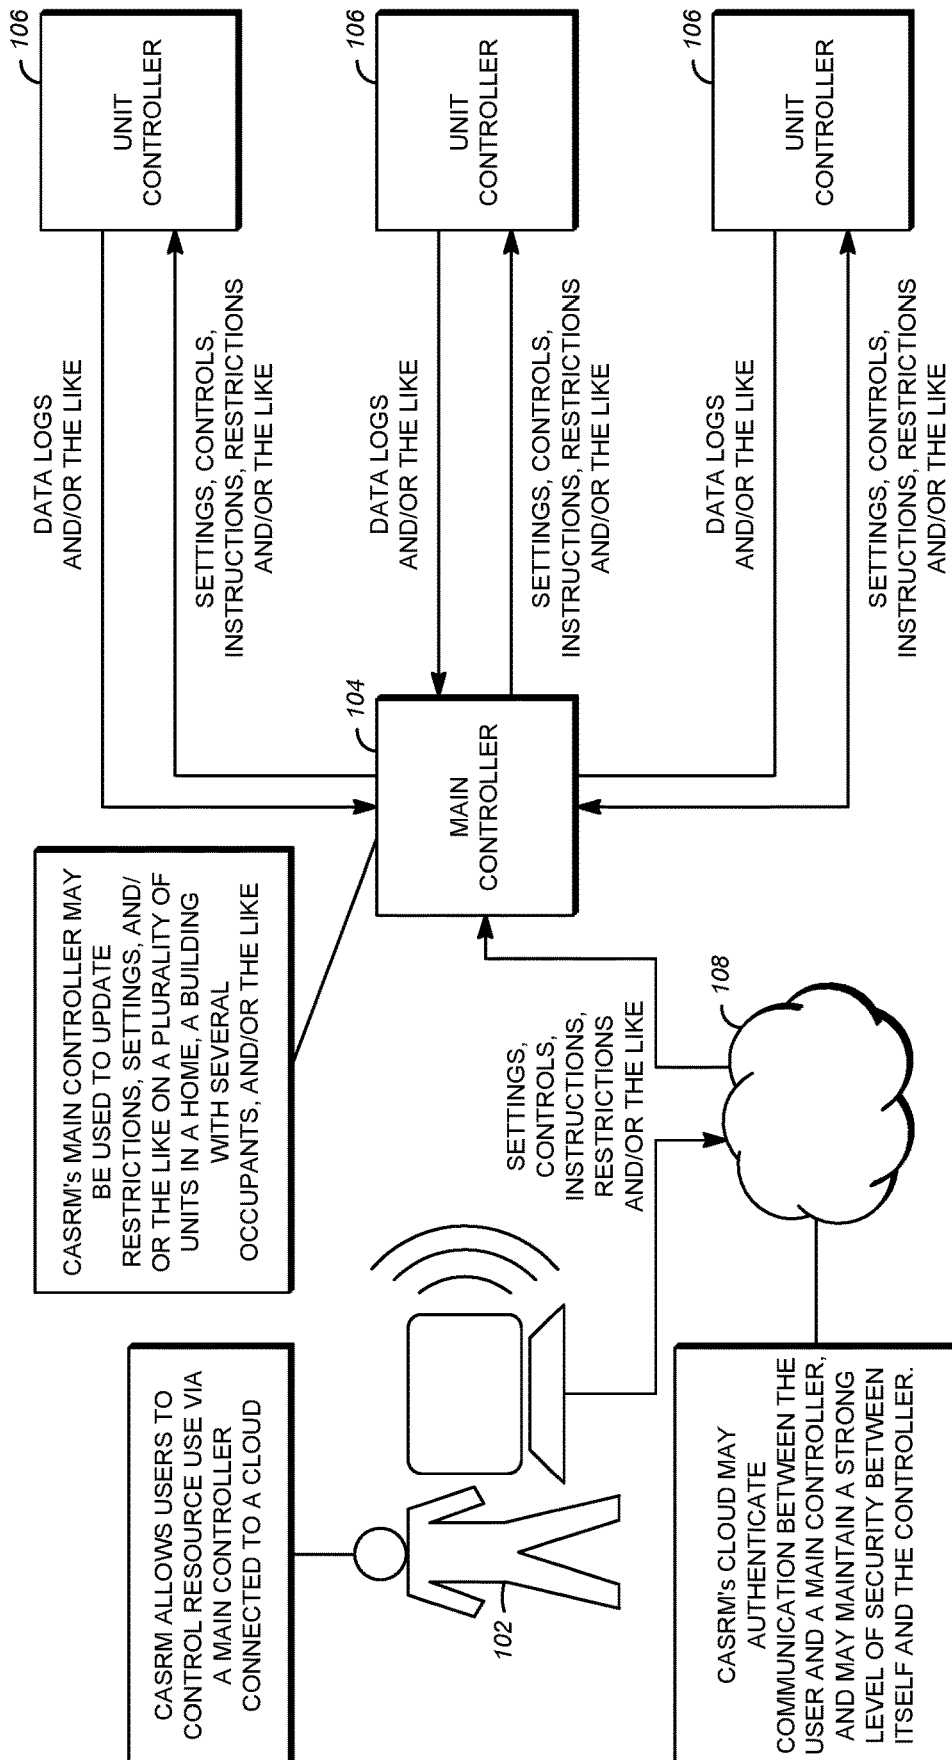 CASRM ALLOWS USERS TO
CONTROL RESOURCE USE VIA
A MAIN CONTROLLER
CONNECTED TO A CLOUD
CASRM's MAIN CONTROLLER MAY
BE USED TO UPDATE
RESTRICTIONS, SETTINGS, AND/
OR THE LIKE ON A PLURALITY OF
UNITS IN A HOME, A BUILDING
WITH SEVERAL
OCCUPANTS, AND/OR THE LIKE
DATA LOGS
AND/OR THE LIKE
SETTINGS, CONTROLS,
INSTRUCTIONS, RESTRICTIONS
AND/OR THE LIKE
106
UNIT
CONTROLLER
102
SETTINGS,
CONTROLS,
INSTRUCTIONS,
RESTRICTIONS
AND/OR THE LIKE
104
MAIN
CONTROLLER
DATA LOGS
AND/OR THE LIKE
SETTINGS, CONTROLS,
INSTRUCTIONS, RESTRICTIONS
AND/OR THE LIKE
106
UNIT
CONTROLLER
CASRM's CLOUD MAY
AUTHENTICATE
COMMUNICATION BETWEEN THE
USER AND A MAIN CONTROLLER,
AND MAY MAINTAIN A STRONG
LEVEL OF SECURITY BETWEEN
ITSELF AND THE CONTROLLER.
108
DATA LOGS
AND/OR THE LIKE
SETTINGS, CONTROLS,
INSTRUCTIONS, RESTRICTIONS
AND/OR THE LIKE
106
UNIT
CONTROLLER